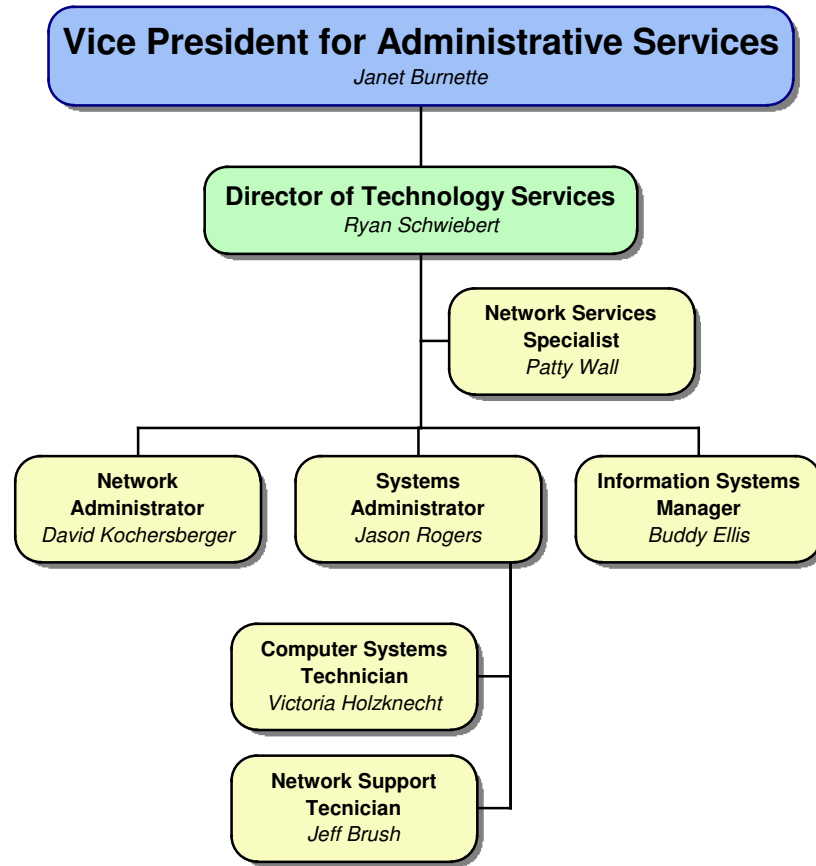 Vice President for Administrative Services
Janet Burnette
Director of Technology Services
Ryan Schwiebert
Network Services
Specialist
Patty Wall
Network
Administrator
David Kochersberger
Systems
Administrator
Jason Rogers
Information Systems
Manager
Buddy Ellis
Computer Systems
Technician
Victoria Holzknecht
Network Support
Tecnician
Jeff Brush